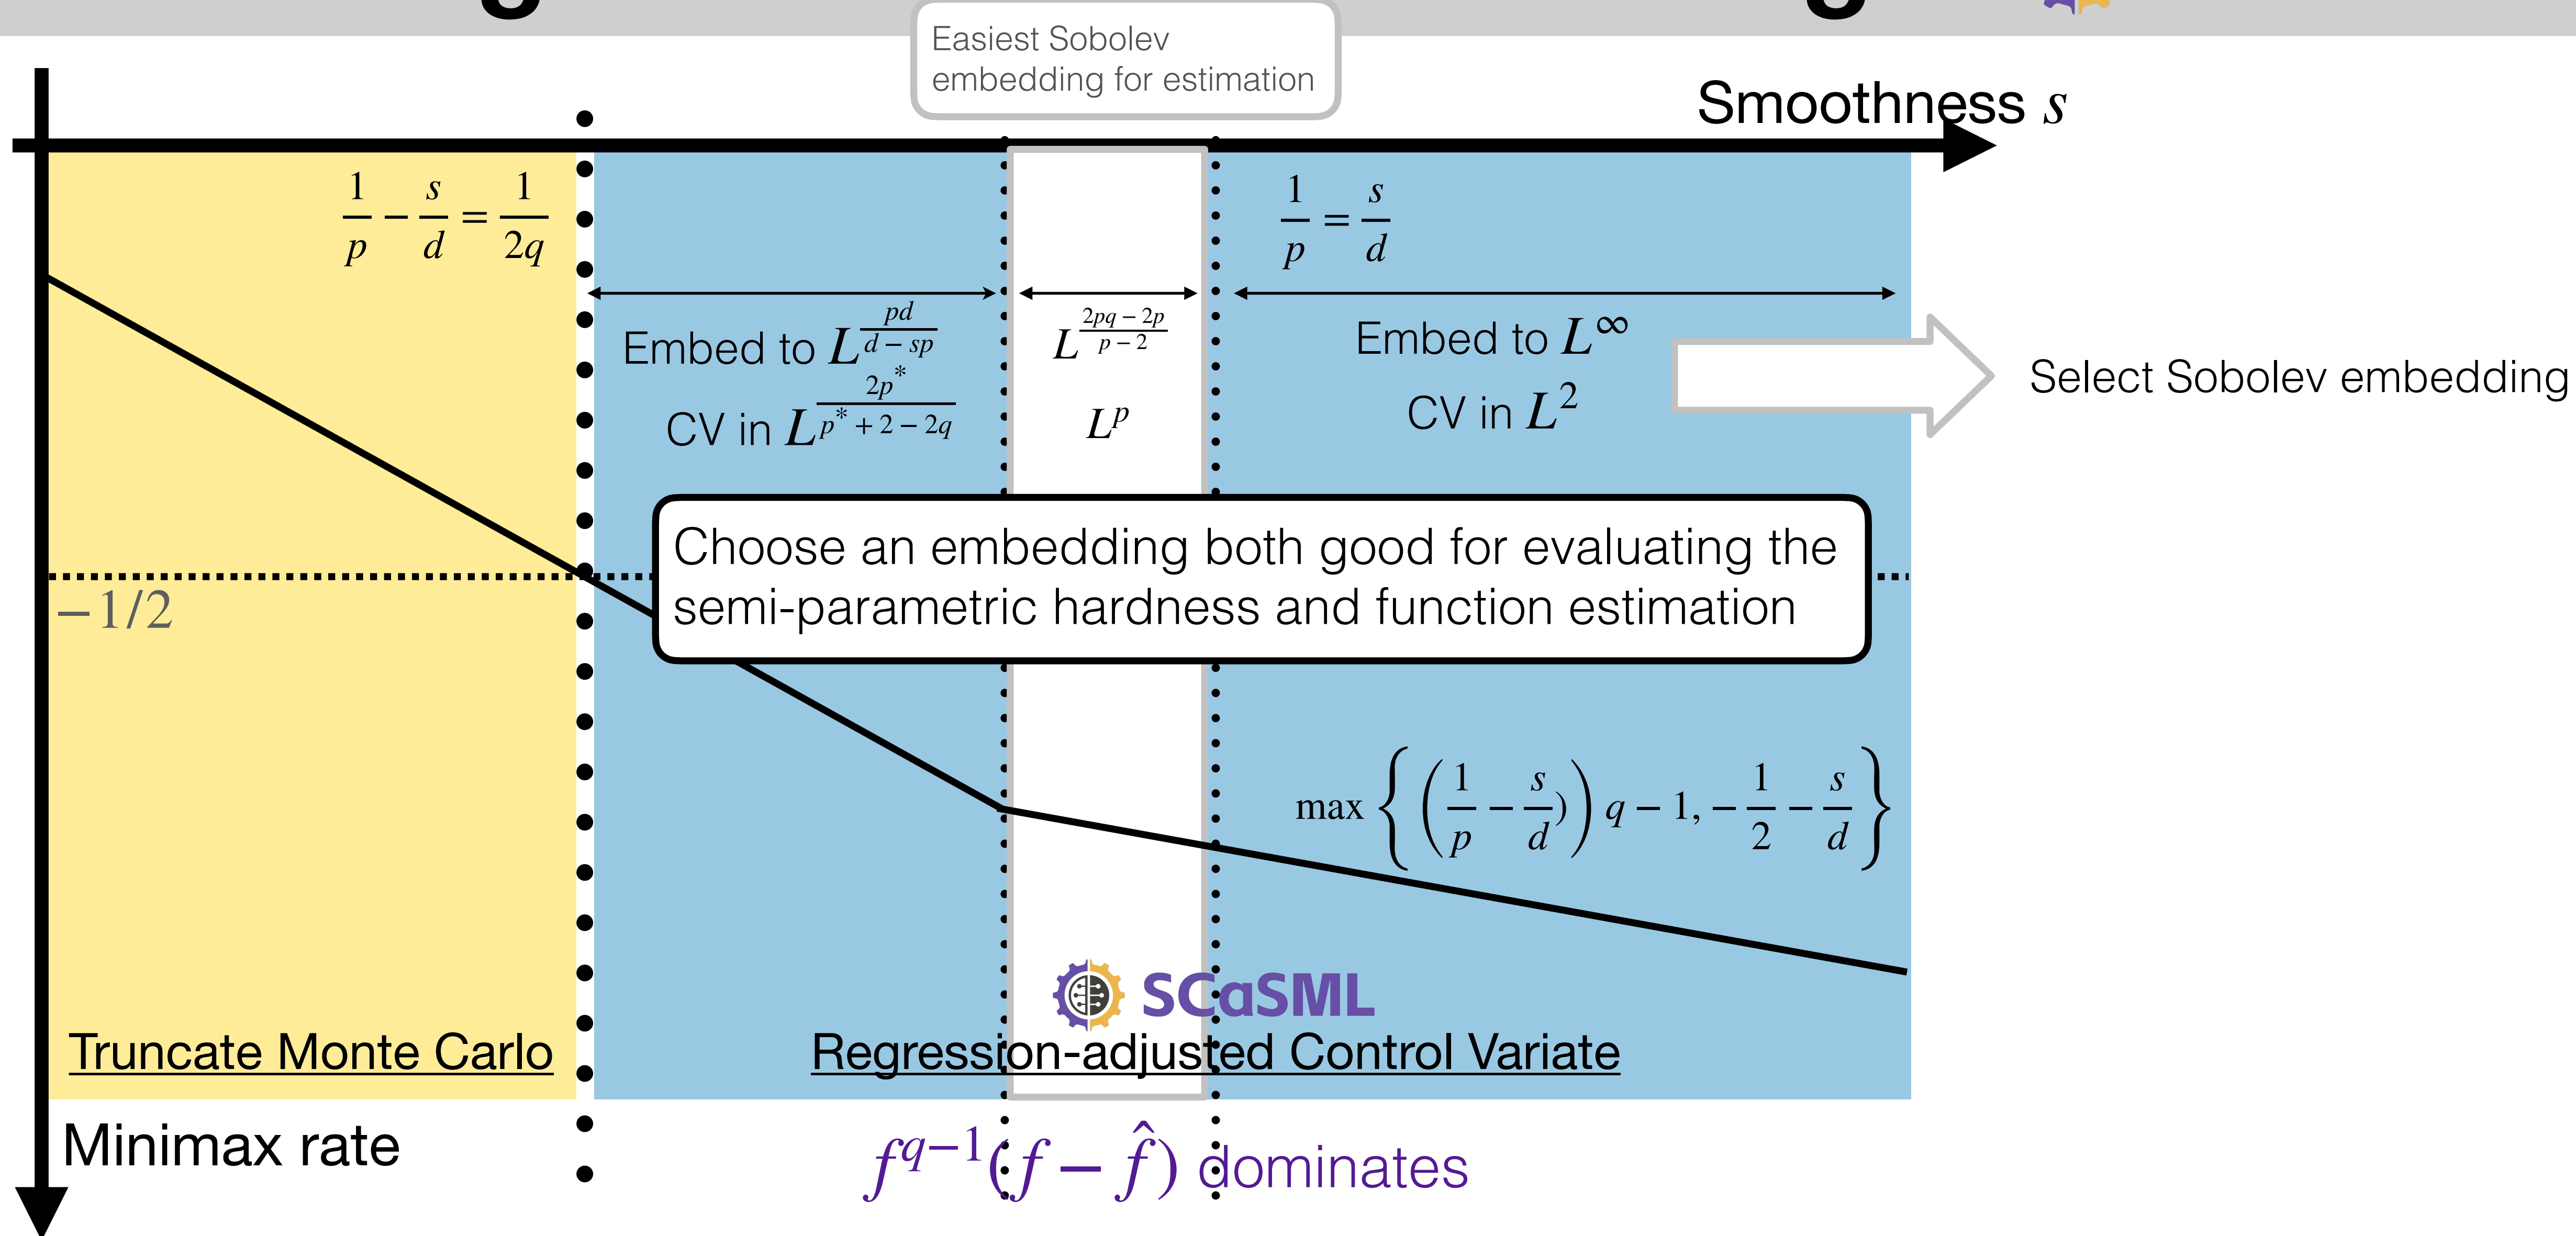 Easiest Sobolev
embedding for estimation
Smoothness s
1/p − s/d = 1/2q
1/p = s/d
Embed to L^{pd/(d − sp)}
CV in L^{2p*/(p* + 2 − 2q)}
L^{(2pq − 2p)/(p − 2)}
L^p
Embed to L^∞
CV in L^2
Select Sobolev embedding
Choose an embedding both good for evaluating the
semi-parametric hardness and function estimation
−1/2
max { (1/p − s/d)) q − 1, − 1/2 − s/d }
SCaSML
Truncate Monte Carlo
Regression-adjusted Control Variate
Minimax rate
f^{q−1}(f − f̂) dominates